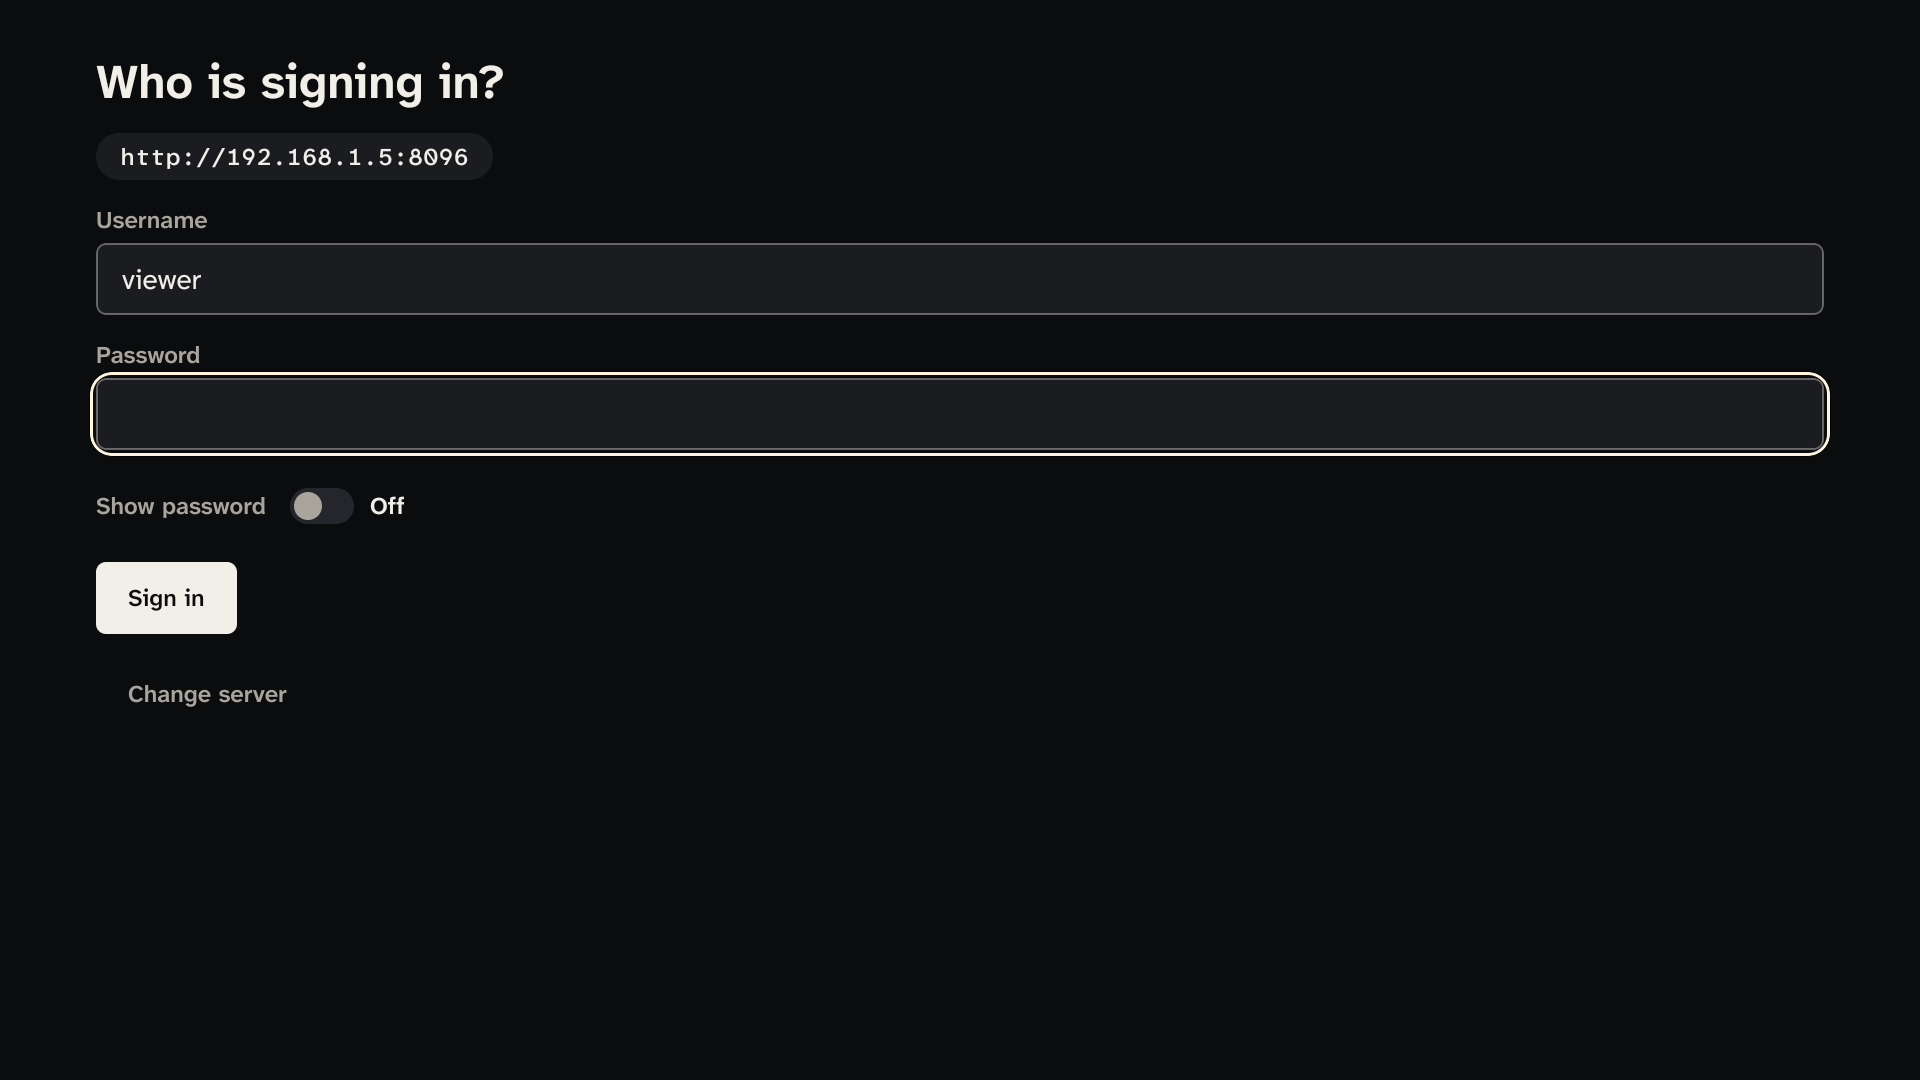 Who is signing in?
http://192.168.1.5:8096
Username
viewer
Password
Show password Off
Sign in
Change server